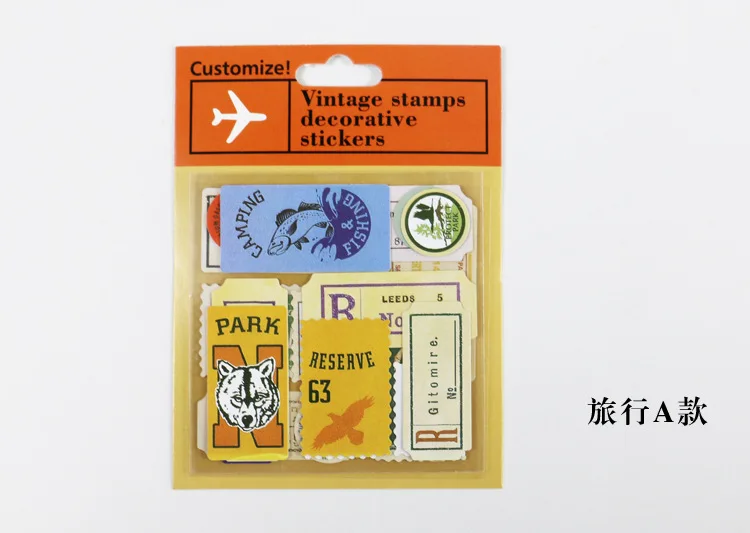 Customize!
Vintage stamps
decorative
stickers
CAMPING
& FISHING
PARK
LEEDS 5
R No
PARK
N
RESERVE
63
Gitomire.
No
R
旅行A款